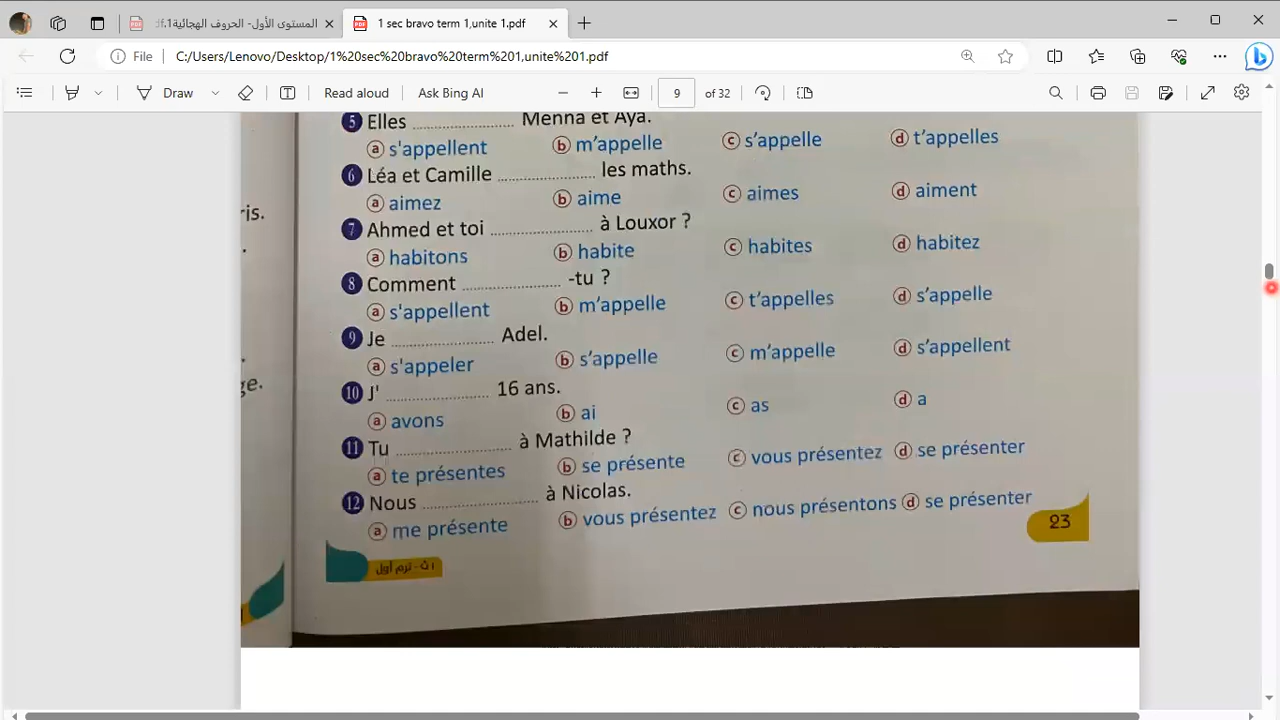 المستوى الأول- الحروف الهجائية1.f
1 sec bravo term 1,unite 1.pdf
File C:/Users/Lenovo/Desktop/1%20sec%20bravo%20term%201,unite%201.pdf
Draw Read aloud Ask Bing AI 9 of 32
5 Elles .................. Menna et Aya.
a s'appellent b m'appelle c s'appelle d t'appelles
6 Léa et Camille .................. les maths.
a aimez b aime c aimes d aiment
ris.
7 Ahmed et toi .................. à Louxor ?
a habitons b habite c habites d habitez
8 Comment .................. -tu ?
a s'appellent b m'appelle c t'appelles d s'appelle
9 Je .................. Adel.
a s'appeler b s'appelle c m'appelle d s'appellent
ge.
10 J' .................. 16 ans.
a avons b ai c as d a
11 Tu .................. à Mathilde ?
a te présentes b se présente c vous présentez d se présenter
12 Nous .................. à Nicolas.
a me présente b vous présentez c nous présentons d se présenter
23
١ ث - ترم أول